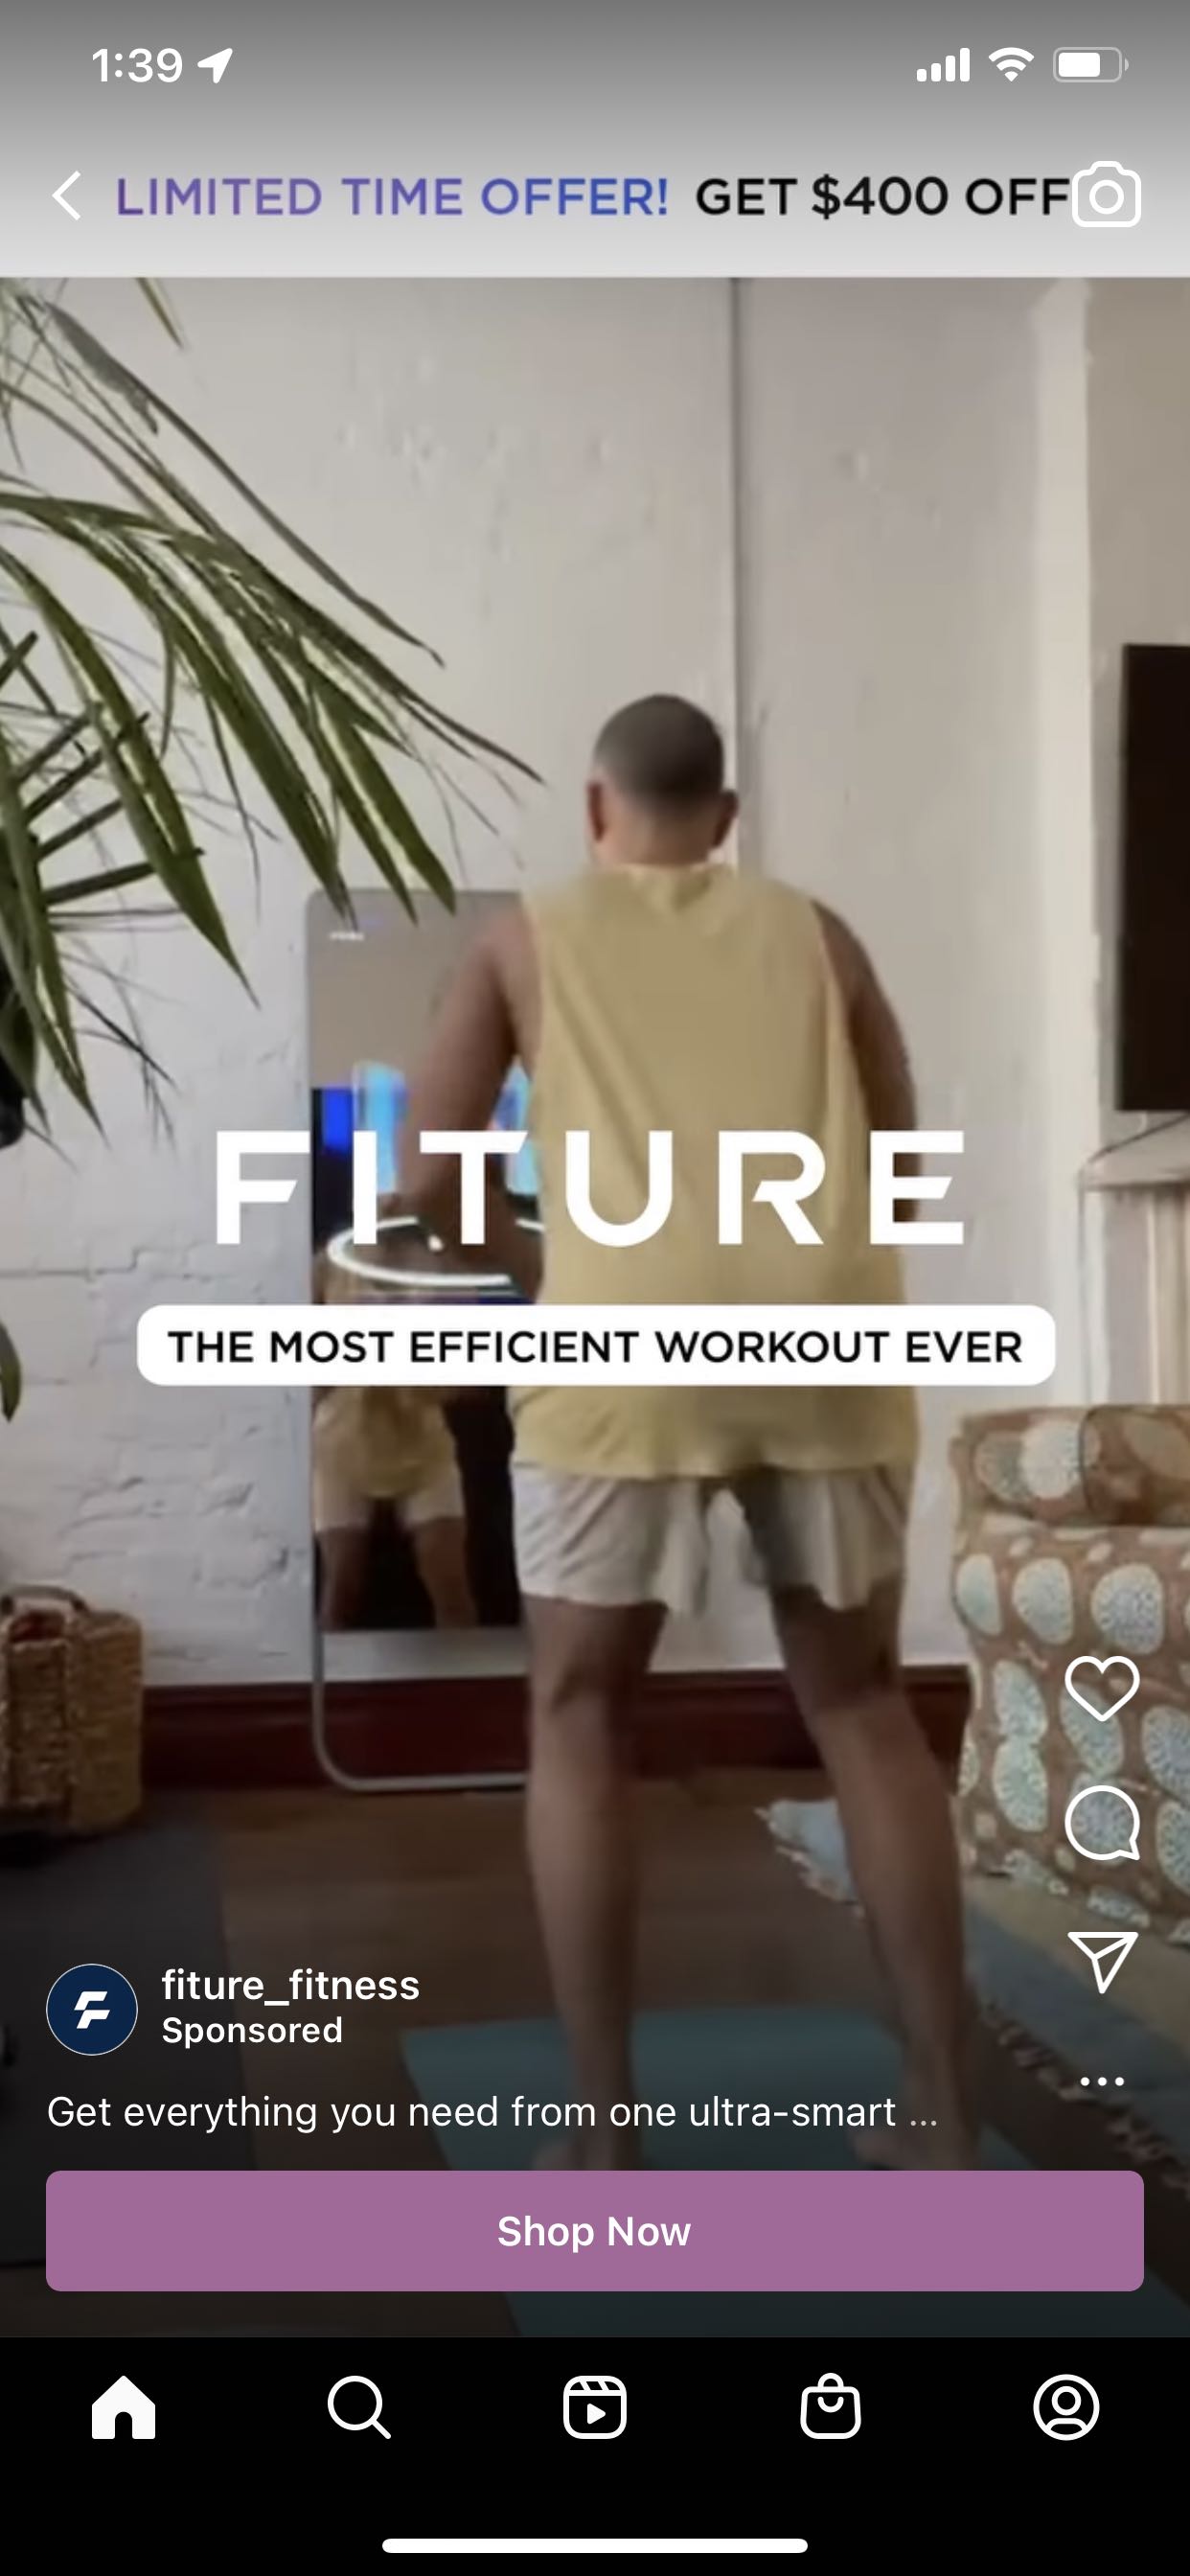 1:39
LIMITED TIME OFFER! GET $400 OFF
FITURE
THE MOST EFFICIENT WORKOUT EVER
fiture_fitness
Sponsored
Get everything you need from one ultra-smart ...
Shop Now